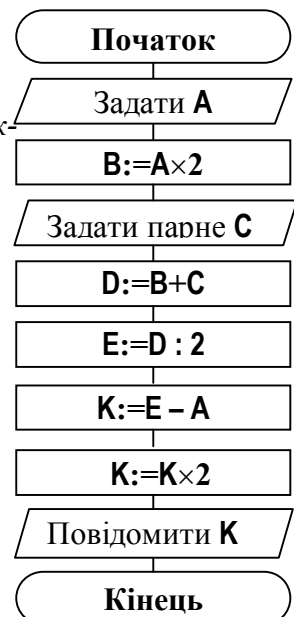 Початок
Задати A
к-
B:=A×2
Задати парне C
D:=B+C
E:=D : 2
K:=E – A
K:=K×2
Повідомити K
Кінець